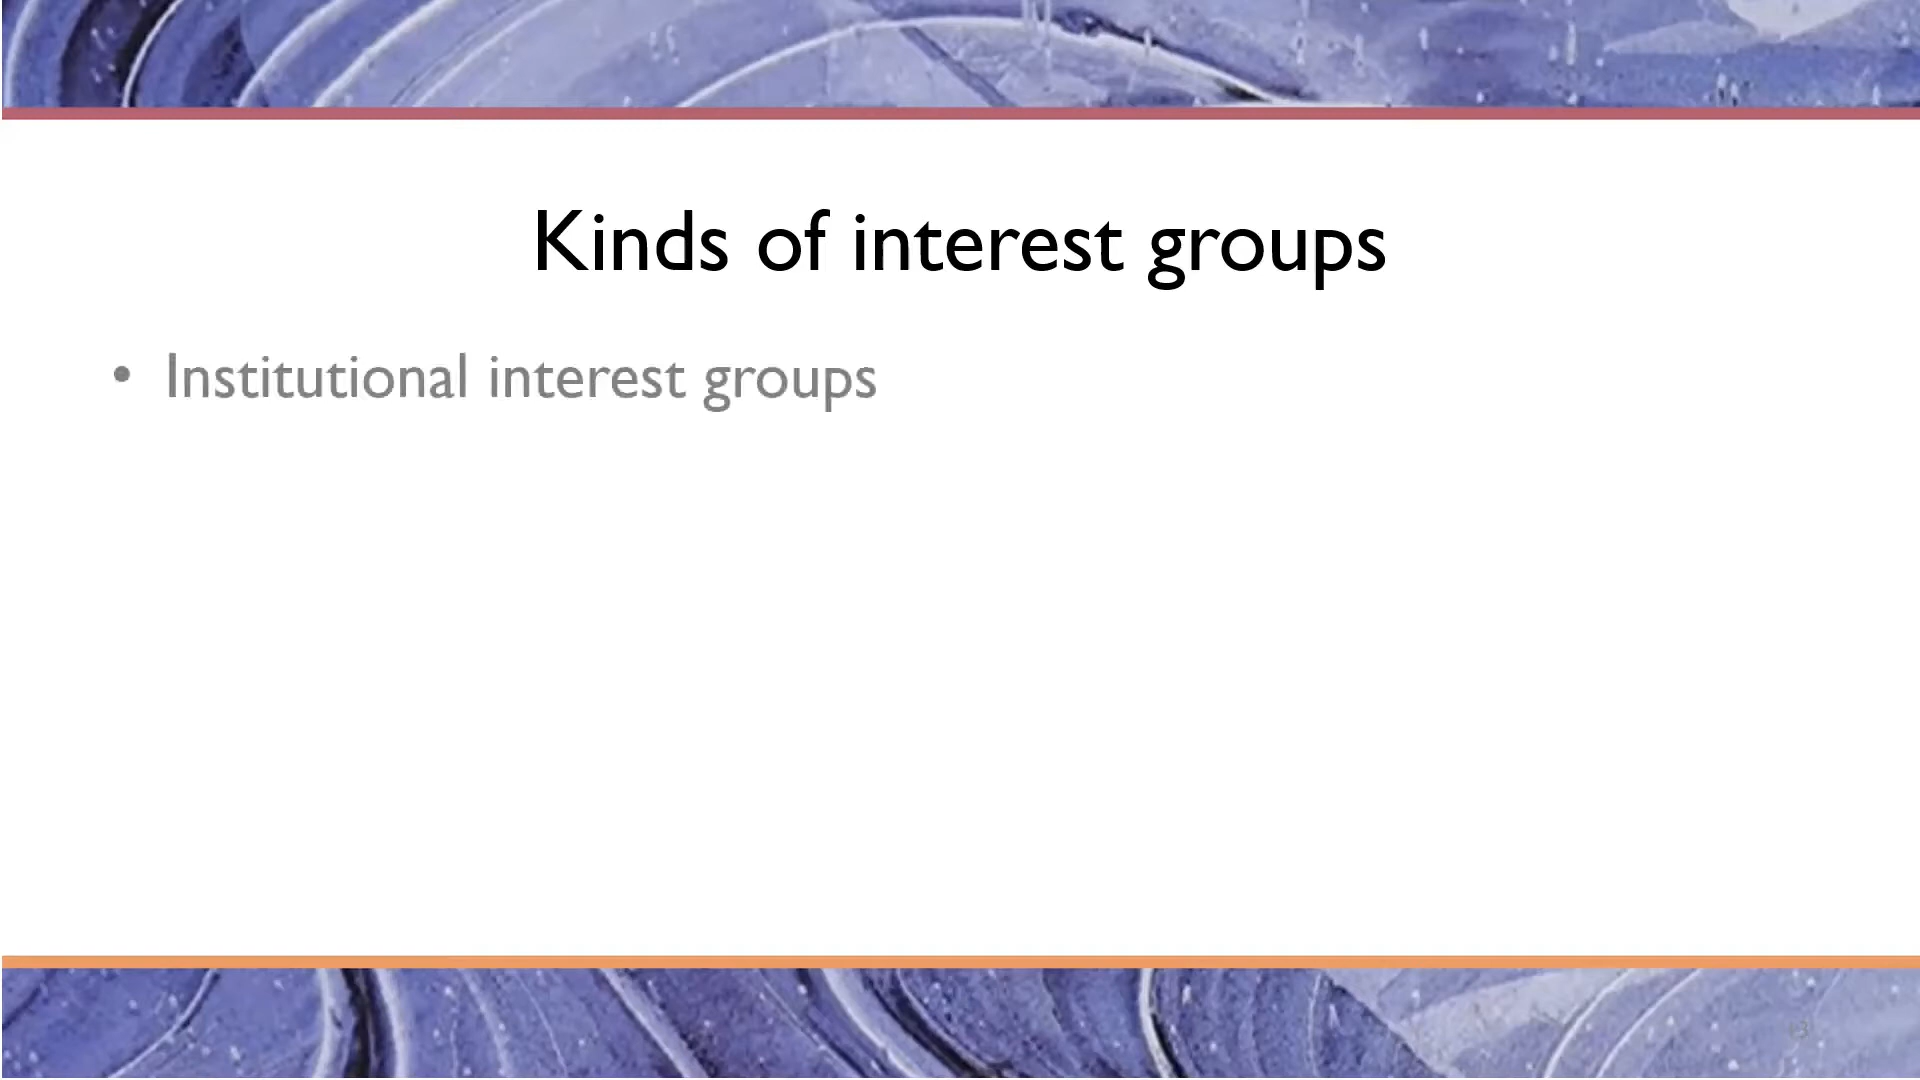 Kinds of interest groups
• Institutional interest groups